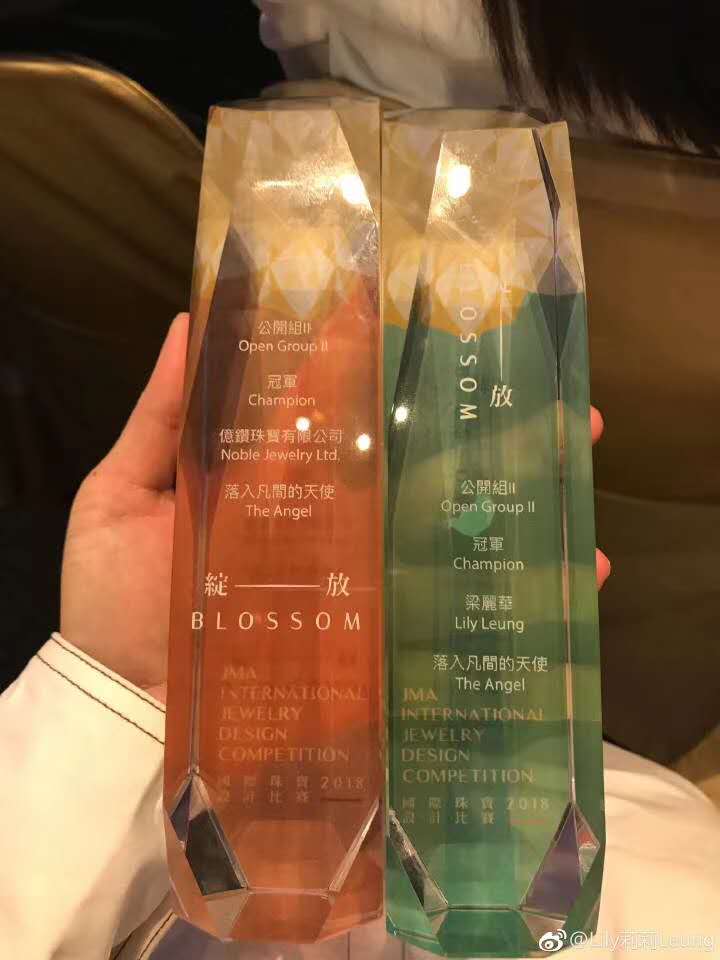 公開組II
Open Group II
冠軍
Champion
億鑽珠寶有限公司
Noble Jewelry Ltd.
落入凡間的天使
The Angel
綻 放
BLOSSOM
JMA
INTERNATIONAL
JEWELRY
DESIGN
COMPETITION
國際珠寶 2018
設計比賽
BLOSSOM
放
公開組II
Open Group II
冠軍
Champion
梁麗華
Lily Leung
落入凡間的天使
The Angel
JMA
INTERNATIONAL
JEWELRY
DESIGN
COMPETITION
國際珠寶 2018
設計比賽
@Lily莉莉Leung